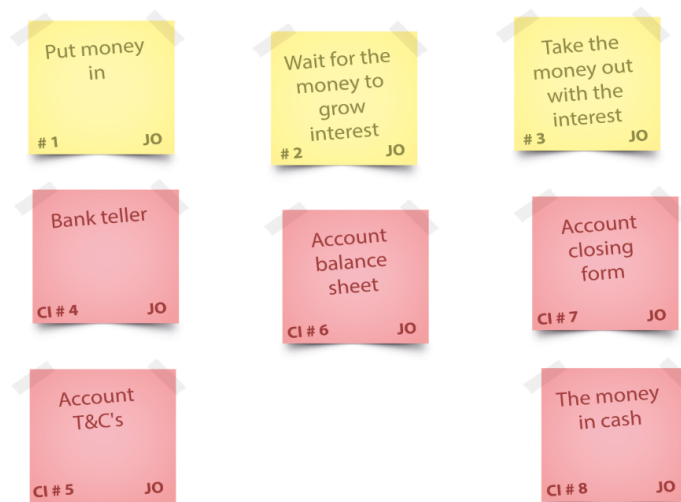 Put money
in
# 1 JO
Wait for the
money to
grow
interest
# 2 JO
Take the
money out
with the
interest
# 3 JO
Bank teller
CI # 4 JO
Account
balance
sheet
CI # 6 JO
Account
closing
form
CI # 7 JO
Account
T&C's
CI # 5 JO
The money
in cash
CI # 8 JO